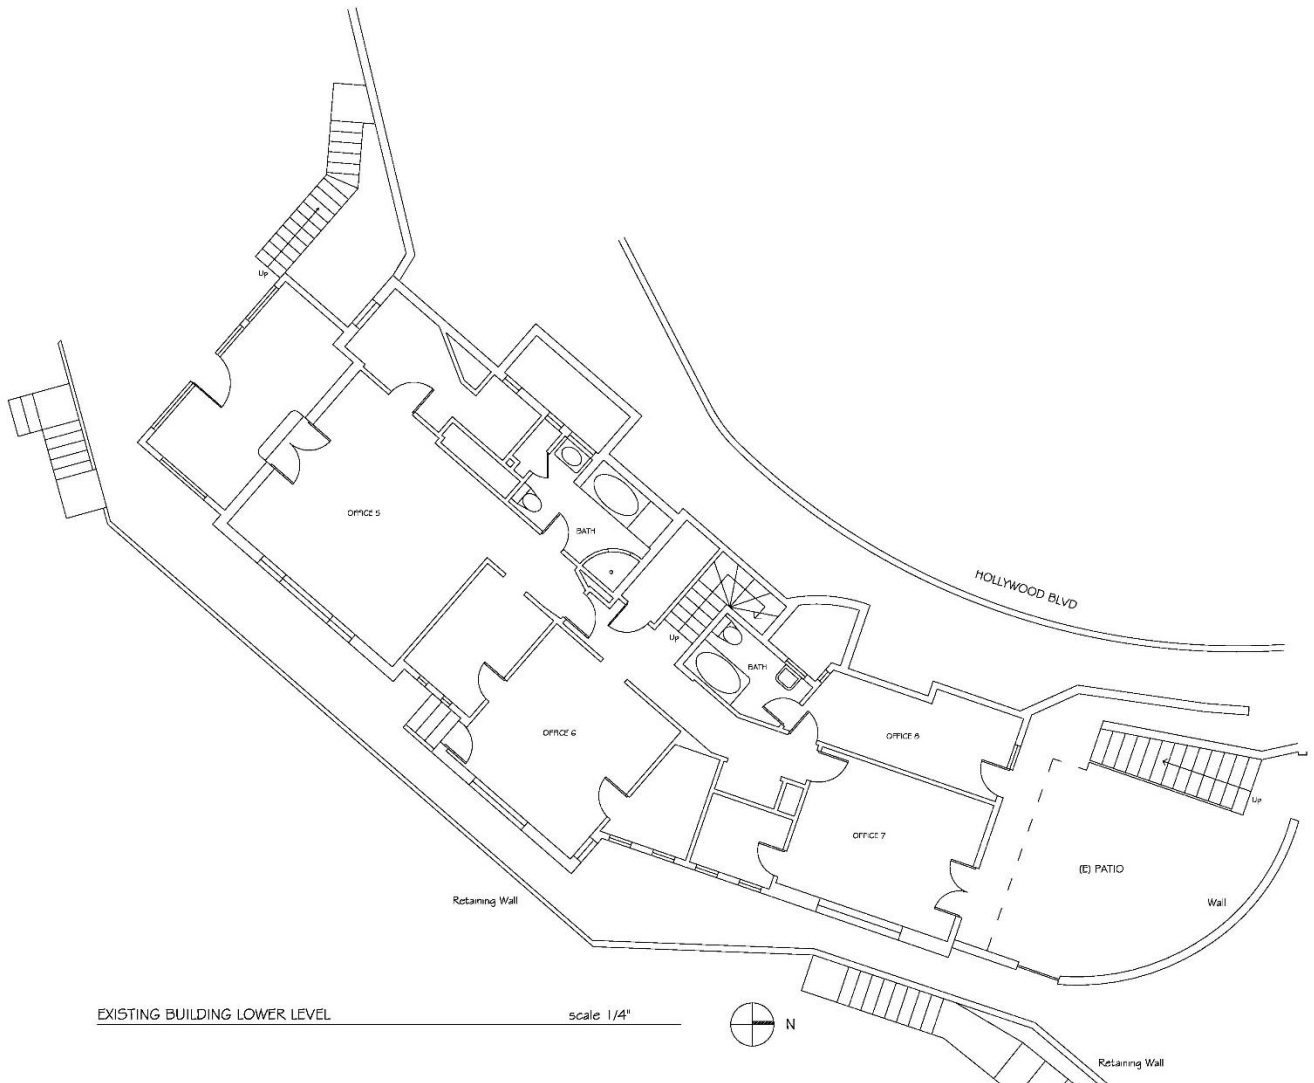 Up
OFFICE 5
BATH
HOLLYWOOD BLVD
Up
BATH
OFFICE 6
OFFICE 8
Up
OFFICE 7
(E) PATIO
Retaining Wall
Wall
EXISTING BUILDING LOWER LEVEL
scale 1/4"
N
Retaining Wall